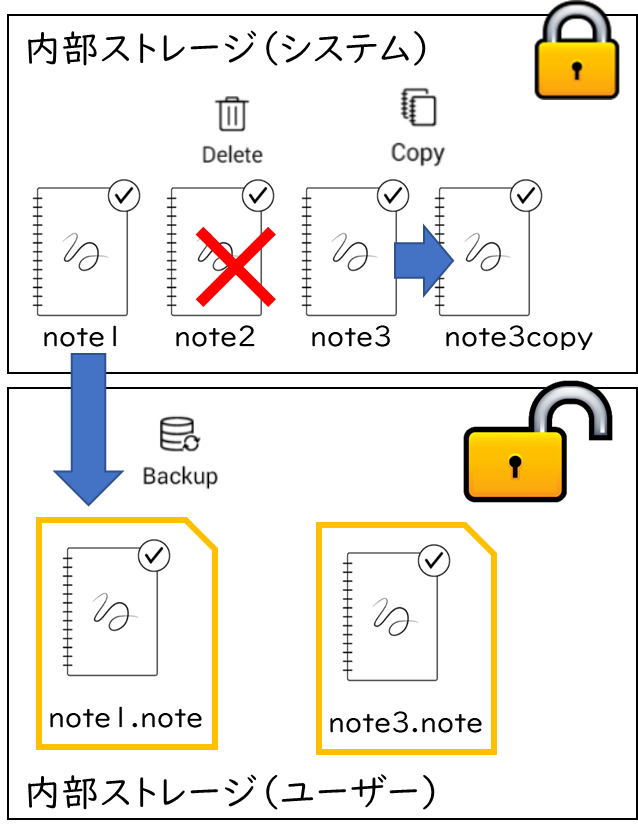 内部ストレージ(システム)
Delete
Copy
note1
note2
note3
note3copy
Backup
note1.note
note3.note
内部ストレージ(ユーザー)